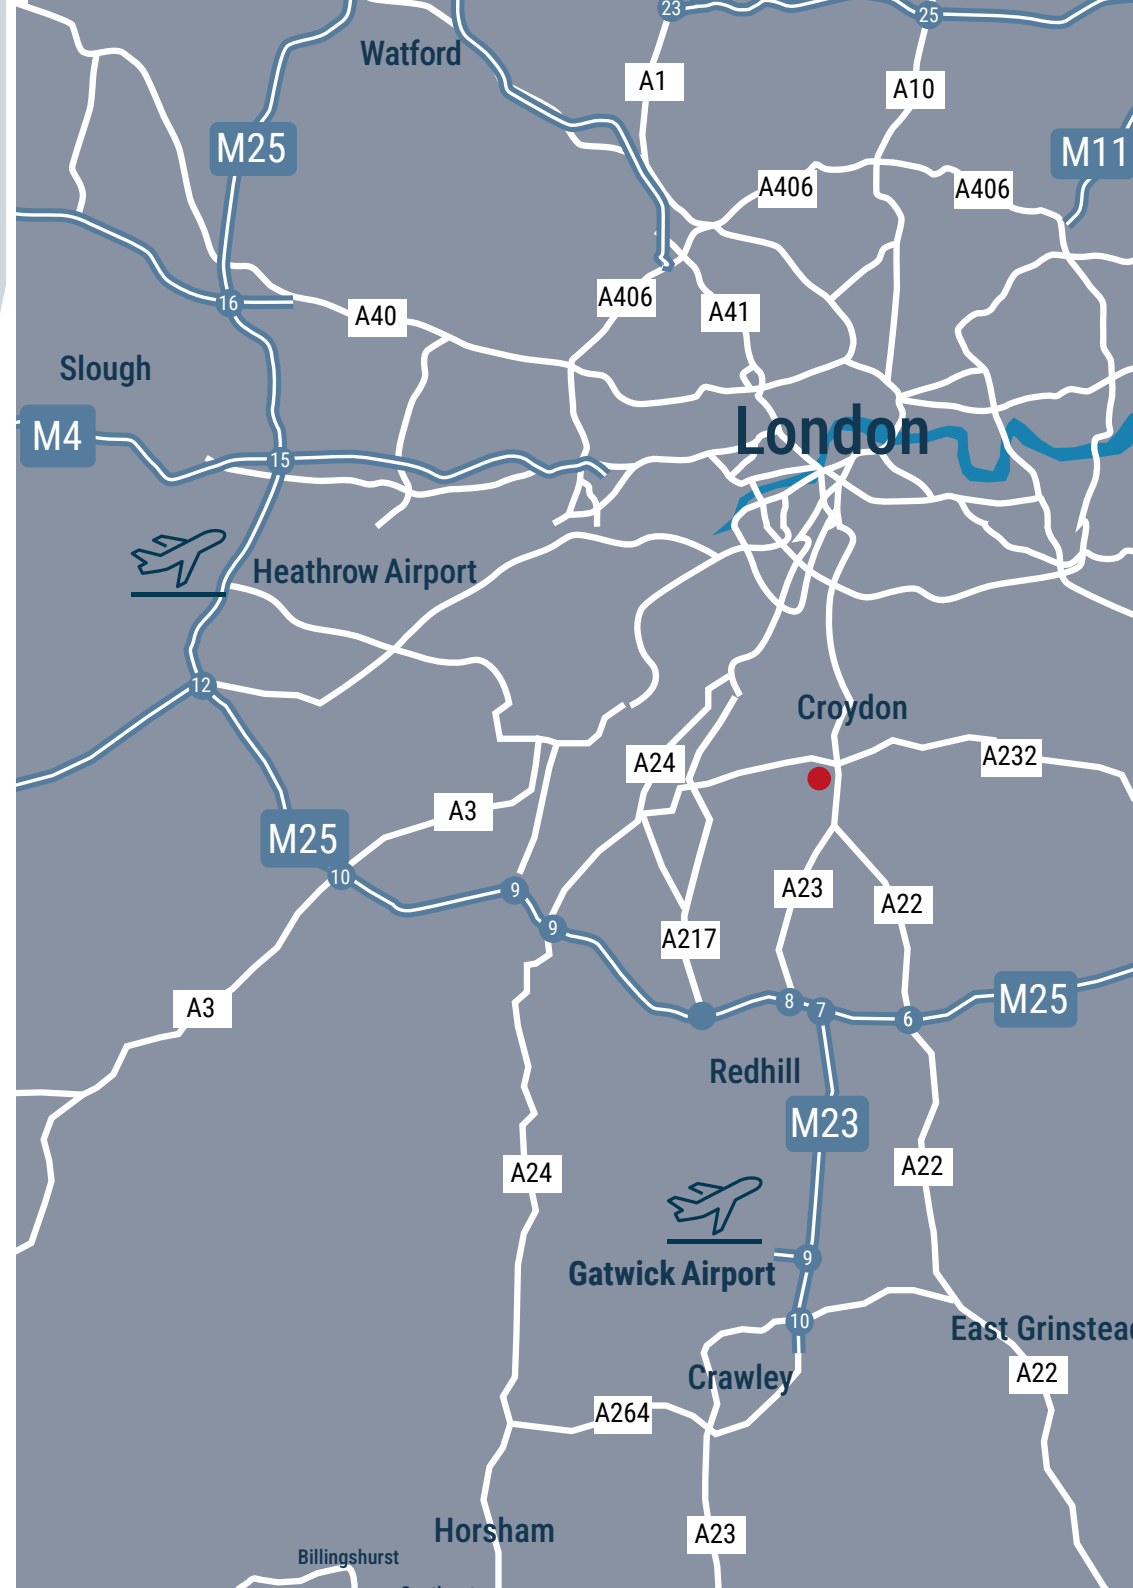 23
25
Watford
A1
A10
M25
M11
A406
A406
A406
A41
16
A40
Slough
M4
London
15
Heathrow Airport
12
Croydon
A232
A24
A3
M25
10
9
A23
A22
9
A217
A3
8
7
6
M25
Redhill
M23
A24
A22
9
Gatwick Airport
10
East Grinstead
Crawley
A22
A264
Horsham
A23
Billingshurst